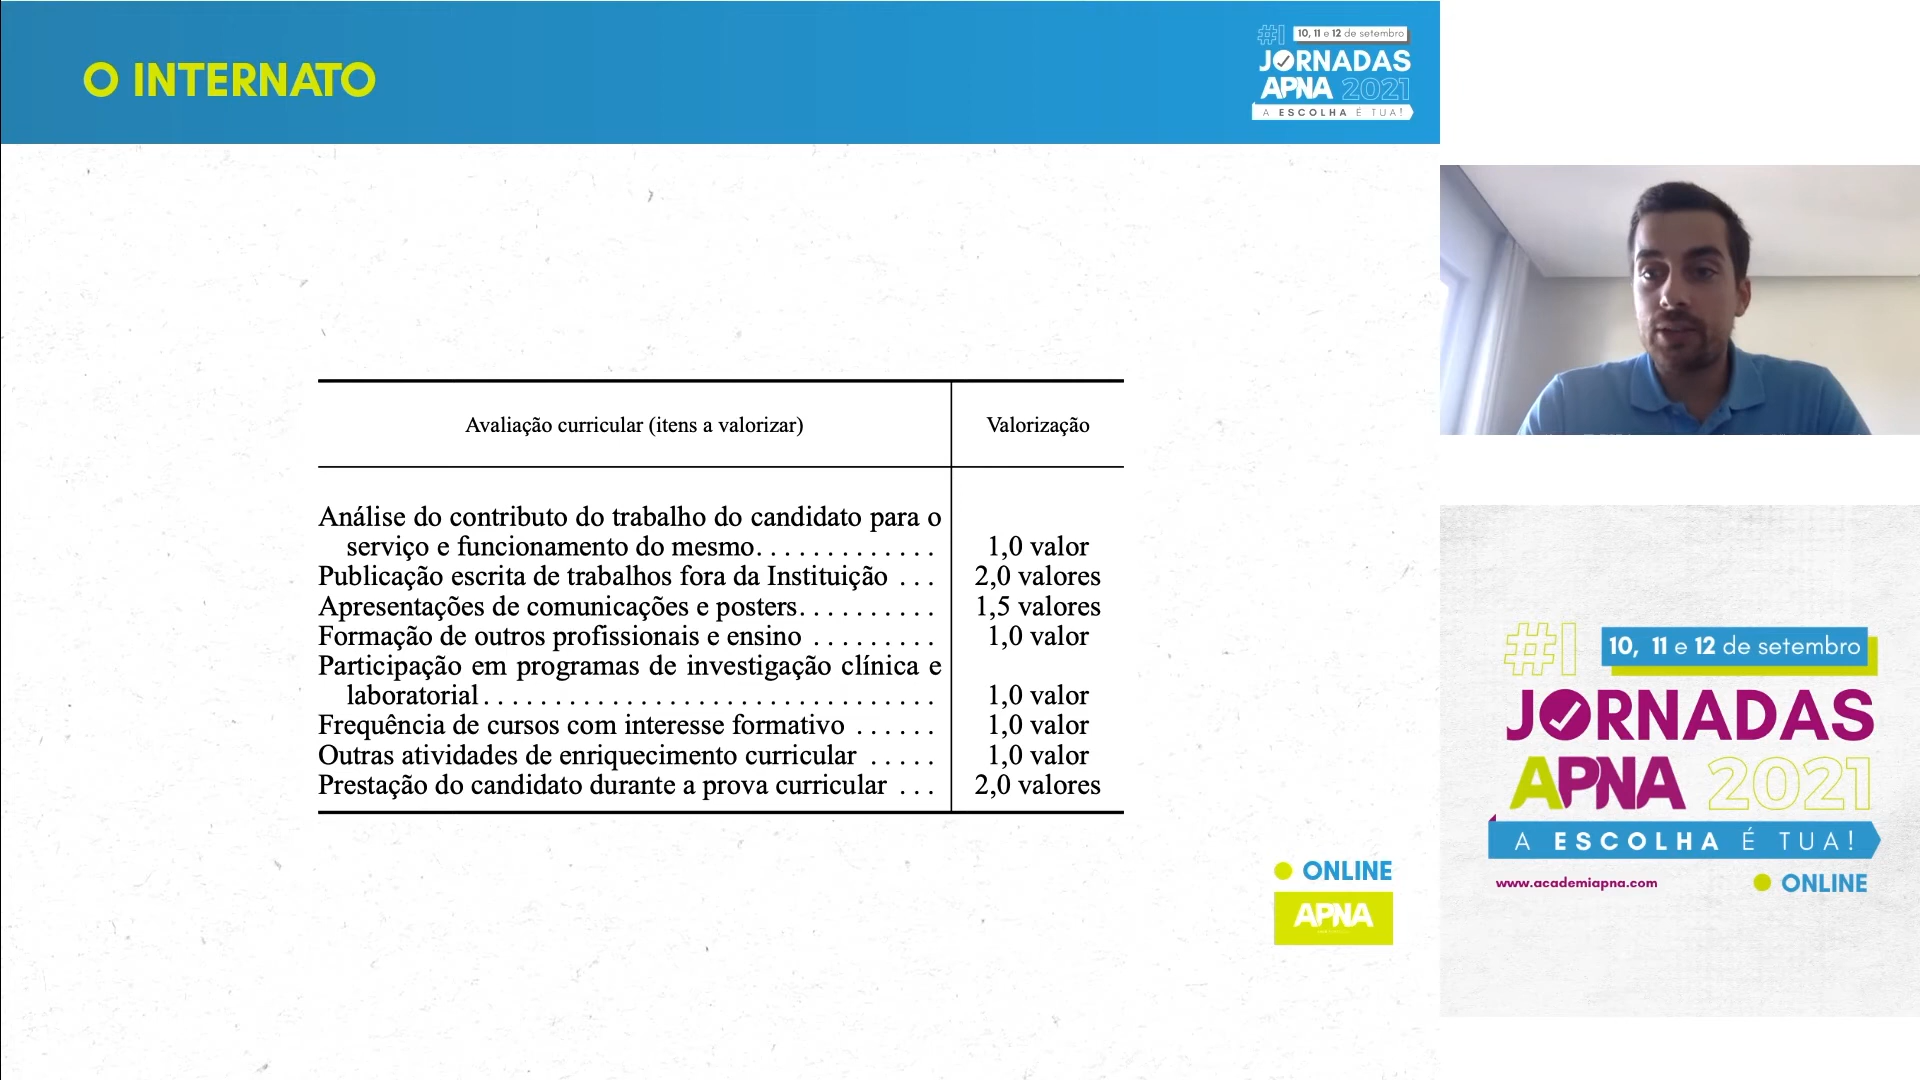 O INTERNATO
#1 10, 11 e 12 de setembro
JORNADAS
APNA 2021
A ESCOLHA É TUA!
Avaliação curricular (itens a valorizar) Valorização
Análise do contributo do trabalho do candidato para o
serviço e funcionamento do mesmo. . . . . . . . . . . . . 1,0 valor
Publicação escrita de trabalhos fora da Instituição . . . 2,0 valores
Apresentações de comunicações e posters. . . . . . . . . . 1,5 valores
Formação de outros profissionais e ensino . . . . . . . . . 1,0 valor
Participação em programas de investigação clínica e
laboratorial . . . . . . . . . . . . . . . . . . . . . . . . . . . . . . . . 1,0 valor
Frequência de cursos com interesse formativo . . . . . . 1,0 valor
Outras atividades de enriquecimento curricular . . . . . 1,0 valor
Prestação do candidato durante a prova curricular . . . 2,0 valores
ONLINE
APNA
#1 10, 11 e 12 de setembro
JORNADAS
APNA 2021
A ESCOLHA É TUA!
www.academiapna.com ONLINE